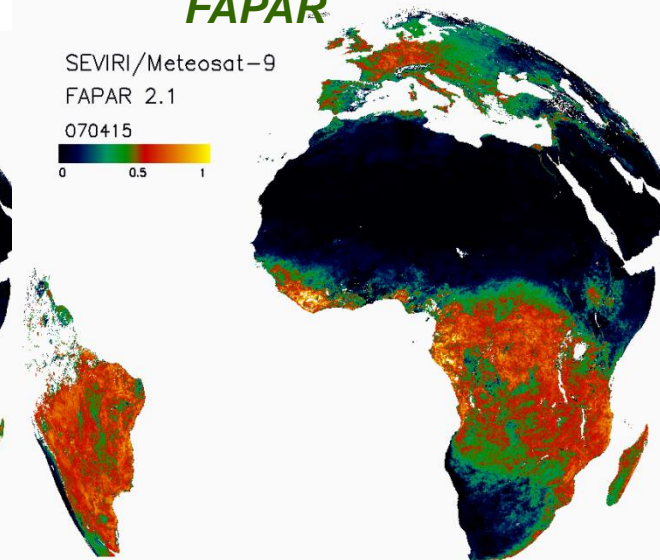 FAPAR
SEVIRI/Meteosat-9
FAPAR 2.1
070415
0 0.5 1